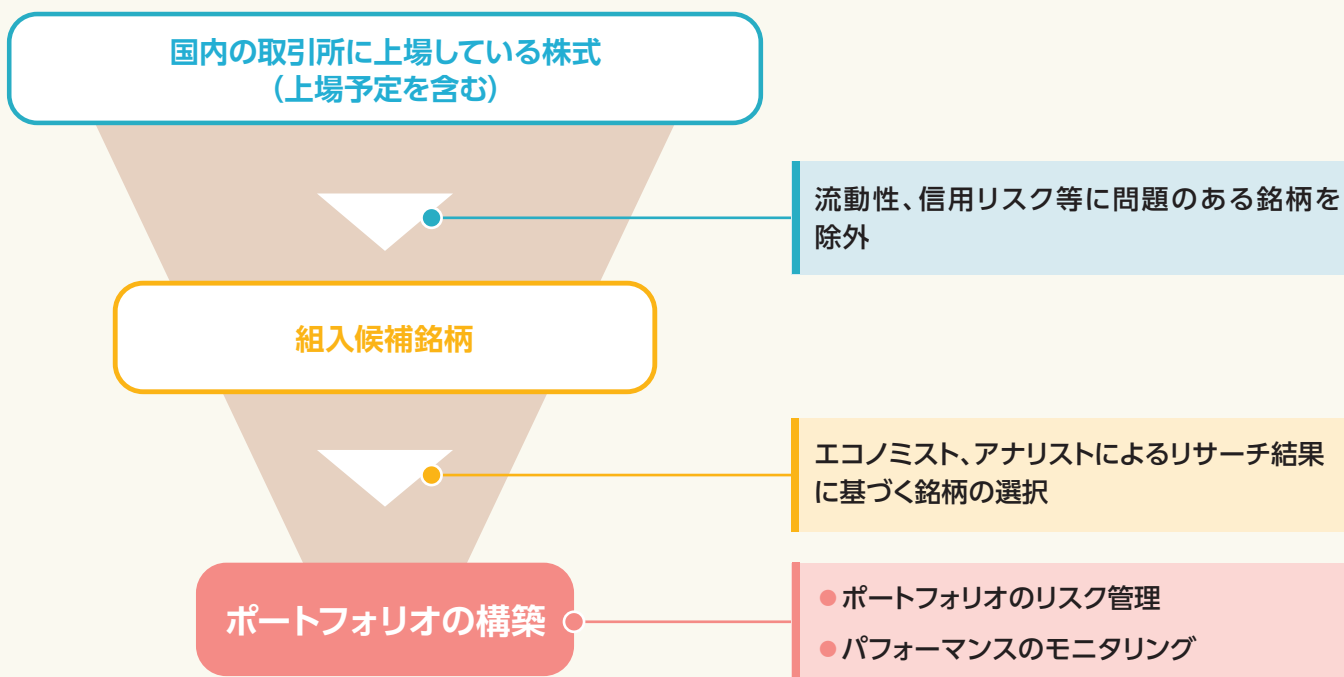 国内の取引所に上場している株式
（上場予定を含む）
流動性、信用リスク等に問題のある銘柄を
除外
組入候補銘柄
エコノミスト、アナリストによるリサーチ結果
に基づく銘柄の選択
ポートフォリオの構築
●ポートフォリオのリスク管理
●パフォーマンスのモニタリング